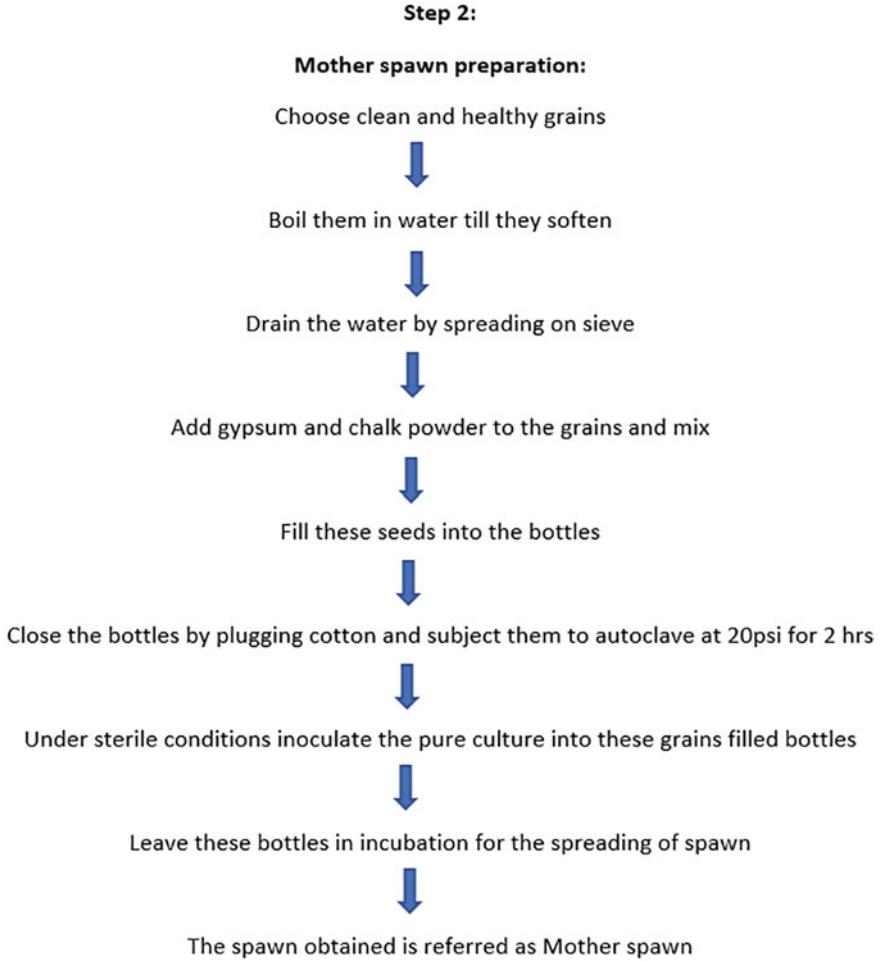 Step 2:
Mother spawn preparation:
Choose clean and healthy grains
Boil them in water till they soften
Drain the water by spreading on sieve
Add gypsum and chalk powder to the grains and mix
Fill these seeds into the bottles
Close the bottles by plugging cotton and subject them to autoclave at 20psi for 2 hrs
Under sterile conditions inoculate the pure culture into these grains filled bottles
Leave these bottles in incubation for the spreading of spawn
The spawn obtained is referred as Mother spawn